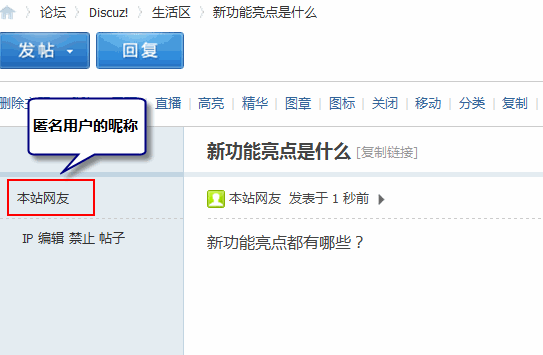 论坛 › Discuz! › 生活区 › 新功能亮点是什么
发帖 回复
删除主 直播 | 高亮 | 精华 | 图章 | 图标 | 关闭 | 移动 | 分类 | 复制 |
匿名用户的昵称
新功能亮点是什么 [复制链接]
本站网友
本站网友 发表于 1 秒前
IP 编辑 禁止 帖子
新功能亮点都有哪些？